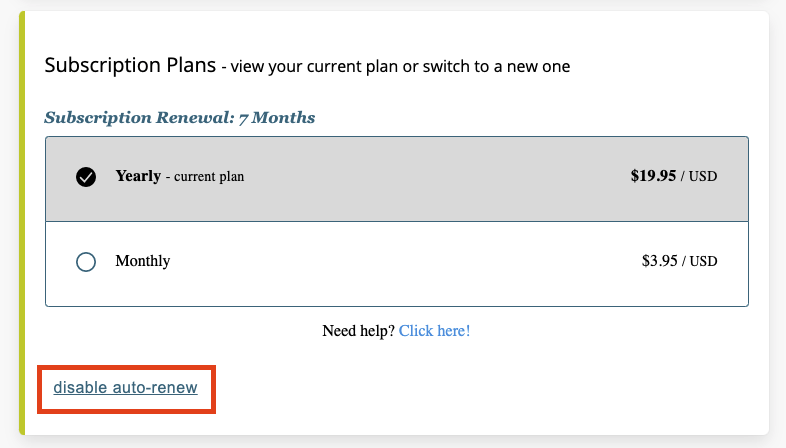 Subscription Plans - view your current plan or switch to a new one
Subscription Renewal: 7 Months
Yearly - current plan $19.95 / USD
Monthly $3.95 / USD
Need help? Click here!
disable auto-renew